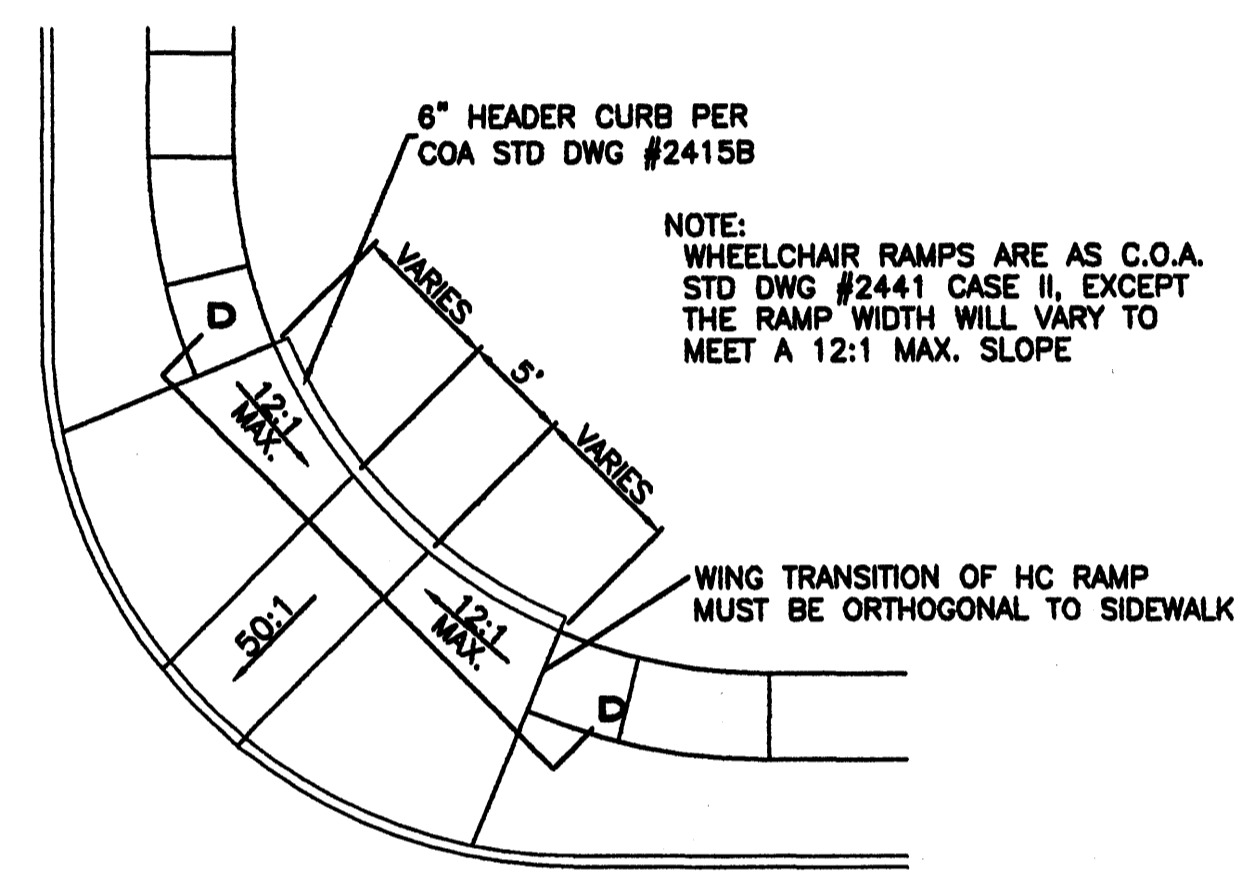 6" HEADER CURB PER
COA STD DWG #2415B
NOTE:
WHEELCHAIR RAMPS ARE AS C.O.A.
STD DWG #2441 CASE II, EXCEPT
THE RAMP WIDTH WILL VARY TO
MEET A 12:1 MAX. SLOPE
VARIES
5'
VARIES
D
12:1
MAX.
50:1
12:1
MAX.
WING TRANSITION OF HC RAMP
MUST BE ORTHOGONAL TO SIDEWALK
D